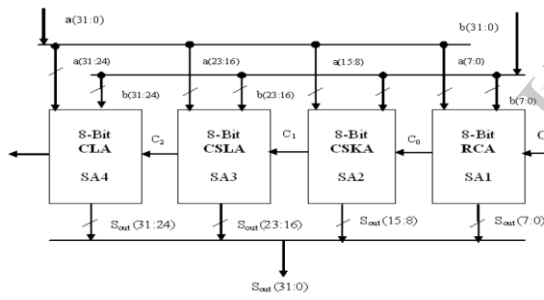 a(31:0)
b(31:0)
a(31:24)
a(23:16)
a(15:8)
a(7:0)
b(31:24)
b(23:16)
b(7:0)
8-Bit
CLA
SA4
C₂
8-Bit
CSLA
SA3
C₁
8-Bit
CSKA
SA2
C₀
8-Bit
RCA
SA1
C
Sout(31:24)
Sout(23:16)
Sout(15:8)
Sout(7:0)
Sout(31:0)